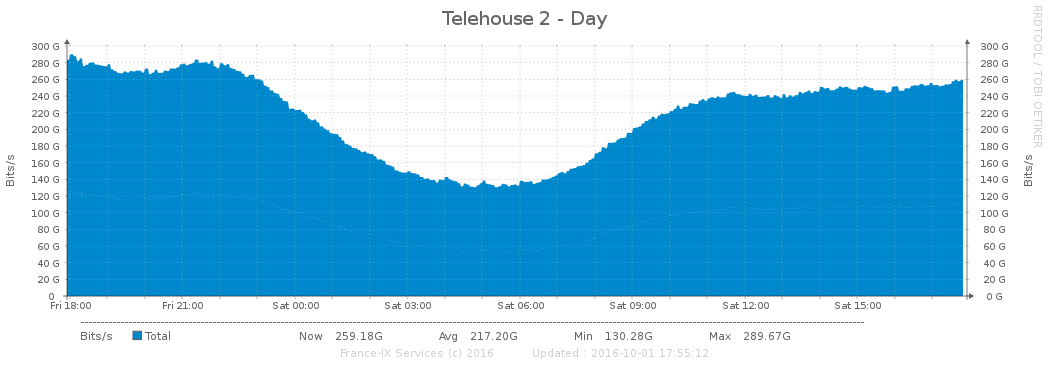 Telehouse 2 - Day
RRDTOOL / TOBI OETIKER
Bits/s
Bits/s
300 G 300 G
280 G 280 G
260 G 260 G
240 G 240 G
220 G 220 G
200 G 200 G
180 G 180 G
160 G 160 G
140 G 140 G
120 G 120 G
100 G 100 G
80 G 80 G
60 G 60 G
40 G 40 G
20 G 20 G
0 0 G
Fri 18:00 Fri 21:00 Sat 00:00 Sat 03:00 Sat 06:00 Sat 09:00 Sat 12:00 Sat 15:00
Bits/s Total Now 259.18G Avg 217.20G Min 130.28G Max 289.67G
France-IX Services (c) 2016 Updated : 2016-10-01 17:55:12